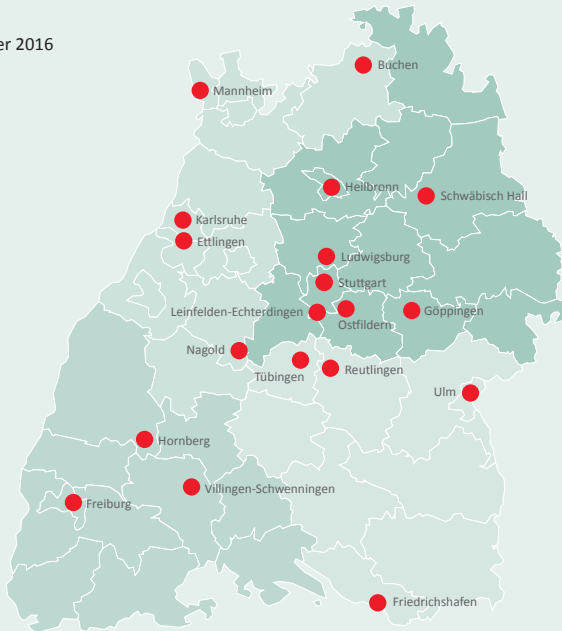 er 2016
Buchen
Mannheim
Heilbronn
Schwäbisch Hall
Karlsruhe
Ettlingen
Ludwigsburg
Stuttgart
Leinfelden-Echterdingen
Göppingen
Ostfildern
Nagold
Tübingen
Reutlingen
Ulm
Hornberg
Villingen-Schwenningen
Freiburg
Friedrichshafen